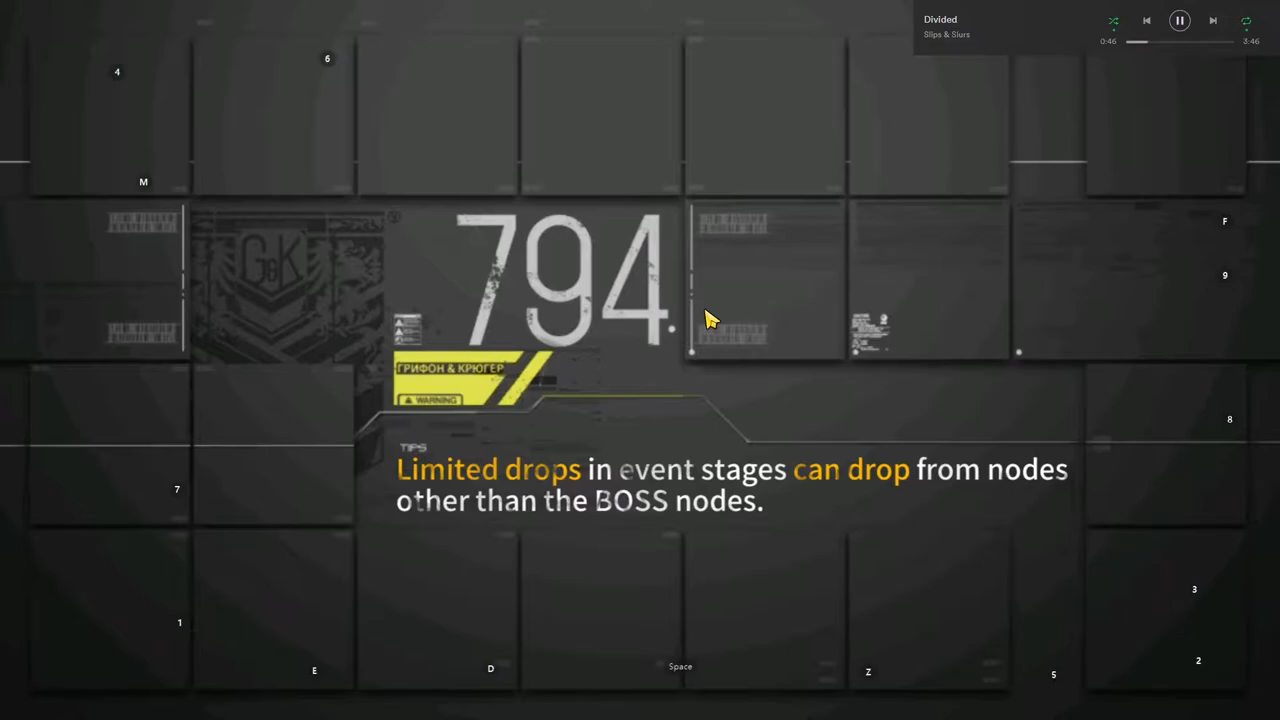 Divided
Slips & Slurs
0:46
3:46
4
6
M
G&K
794.
F
9
ГРИФОН & КРЮГЕР
WARNING
8
TIPS
Limited drops in event stages can drop from nodes
other than the BOSS nodes.
7
3
1
2
E
D
Space
Z
5